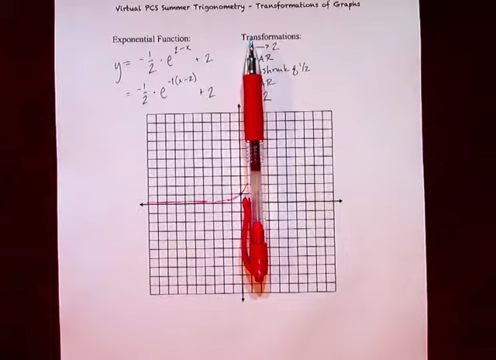 Virtual PCS Summer Trigonometry - Transformations of Graphs
Exponential Function:
Transformations:
y = -1/2 · e^(2-x) + 2
= -1/2 · e^(-1(x-2)) + 2
→ 2
R
shrink of 1/2
R
2